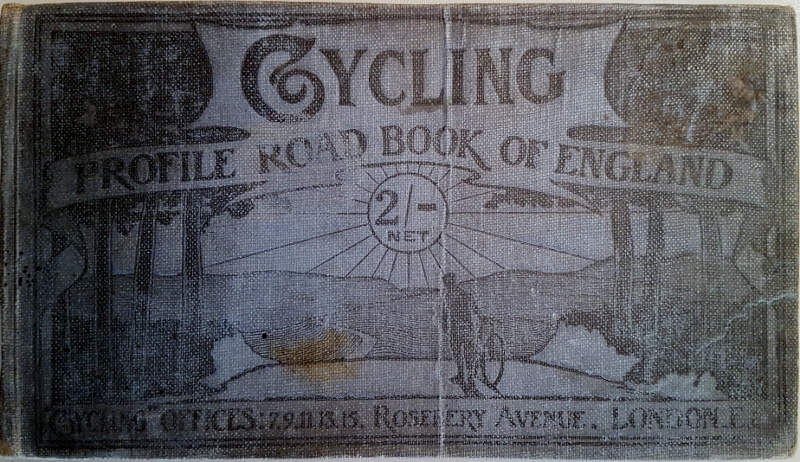 CYCLING
PROFILE ROAD BOOK OF ENGLAND
2/-
NET
"CYCLING" OFFICES: 7.9.11.13.15. ROSEBERY AVENUE. LONDON.E.